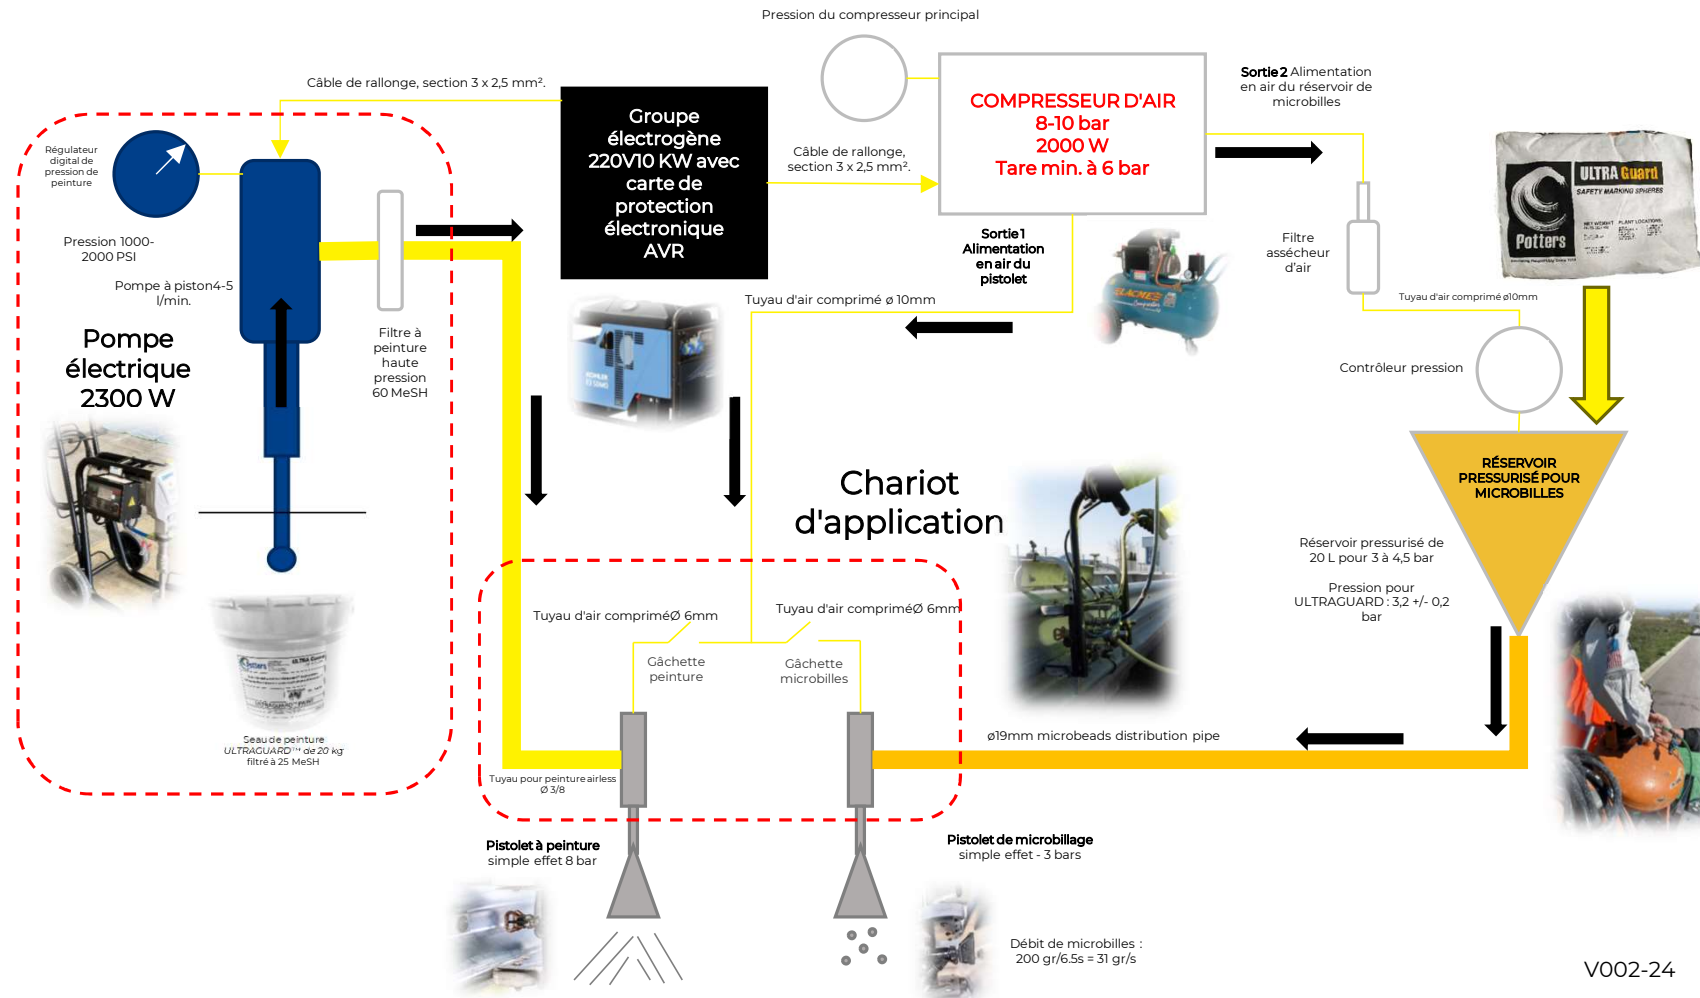 Pression du compresseur principal
Câble de rallonge, section 3 x 2,5 mm².
Groupe
électrogène
220V10 KW avec
carte de
protection
électronique
AVR
Câble de rallonge,
section 3 x 2,5 mm².
COMPRESSEUR D'AIR
8-10 bar
2000 W
Tare min. à 6 bar
Sortie 2 Alimentation
en air du réservoir de
microbilles
Régulateur
digital de
pression de
peinture
Pression 1000-
2000 PSI
Pompe à piston4-5
l/min.
Pompe
électrique
2300 W
Filtre à
peinture
haute
pression
60 MeSH
Sortie 1
Alimentation
en air du
pistolet
Tuyau d'air comprimé ø 10mm
Filtre
assécheur
d'air
Tuyau d'air comprimé ø10mm
Contrôleur pression
ULTRA Guard
SAFETY MARKING SPHERES
Potters
KOHLER
LACME
RÉSERVOIR
PRESSURISÉ POUR
MICROBILLES
Réservoir pressurisé de
20 L pour 3 à 4,5 bar
Pression pour
ULTRAGUARD : 3,2 +/- 0,2
bar
Chariot
d'application
Tuyau d'air compriméØ 6mm
Tuyau d'air compriméØ 6mm
Gâchette
peinture
Gâchette
microbilles
Potters
Seau de peinture
ULTRAGUARD™ de 20 kg
filtré à 25 MeSH
Tuyau pour peinture airless
Ø 3/8
ø19mm microbeads distribution pipe
Pistolet à peinture
simple effet 8 bar
Pistolet de microbillage
simple effet - 3 bars
Débit de microbilles :
200 gr/6.5s = 31 gr/s
V002-24